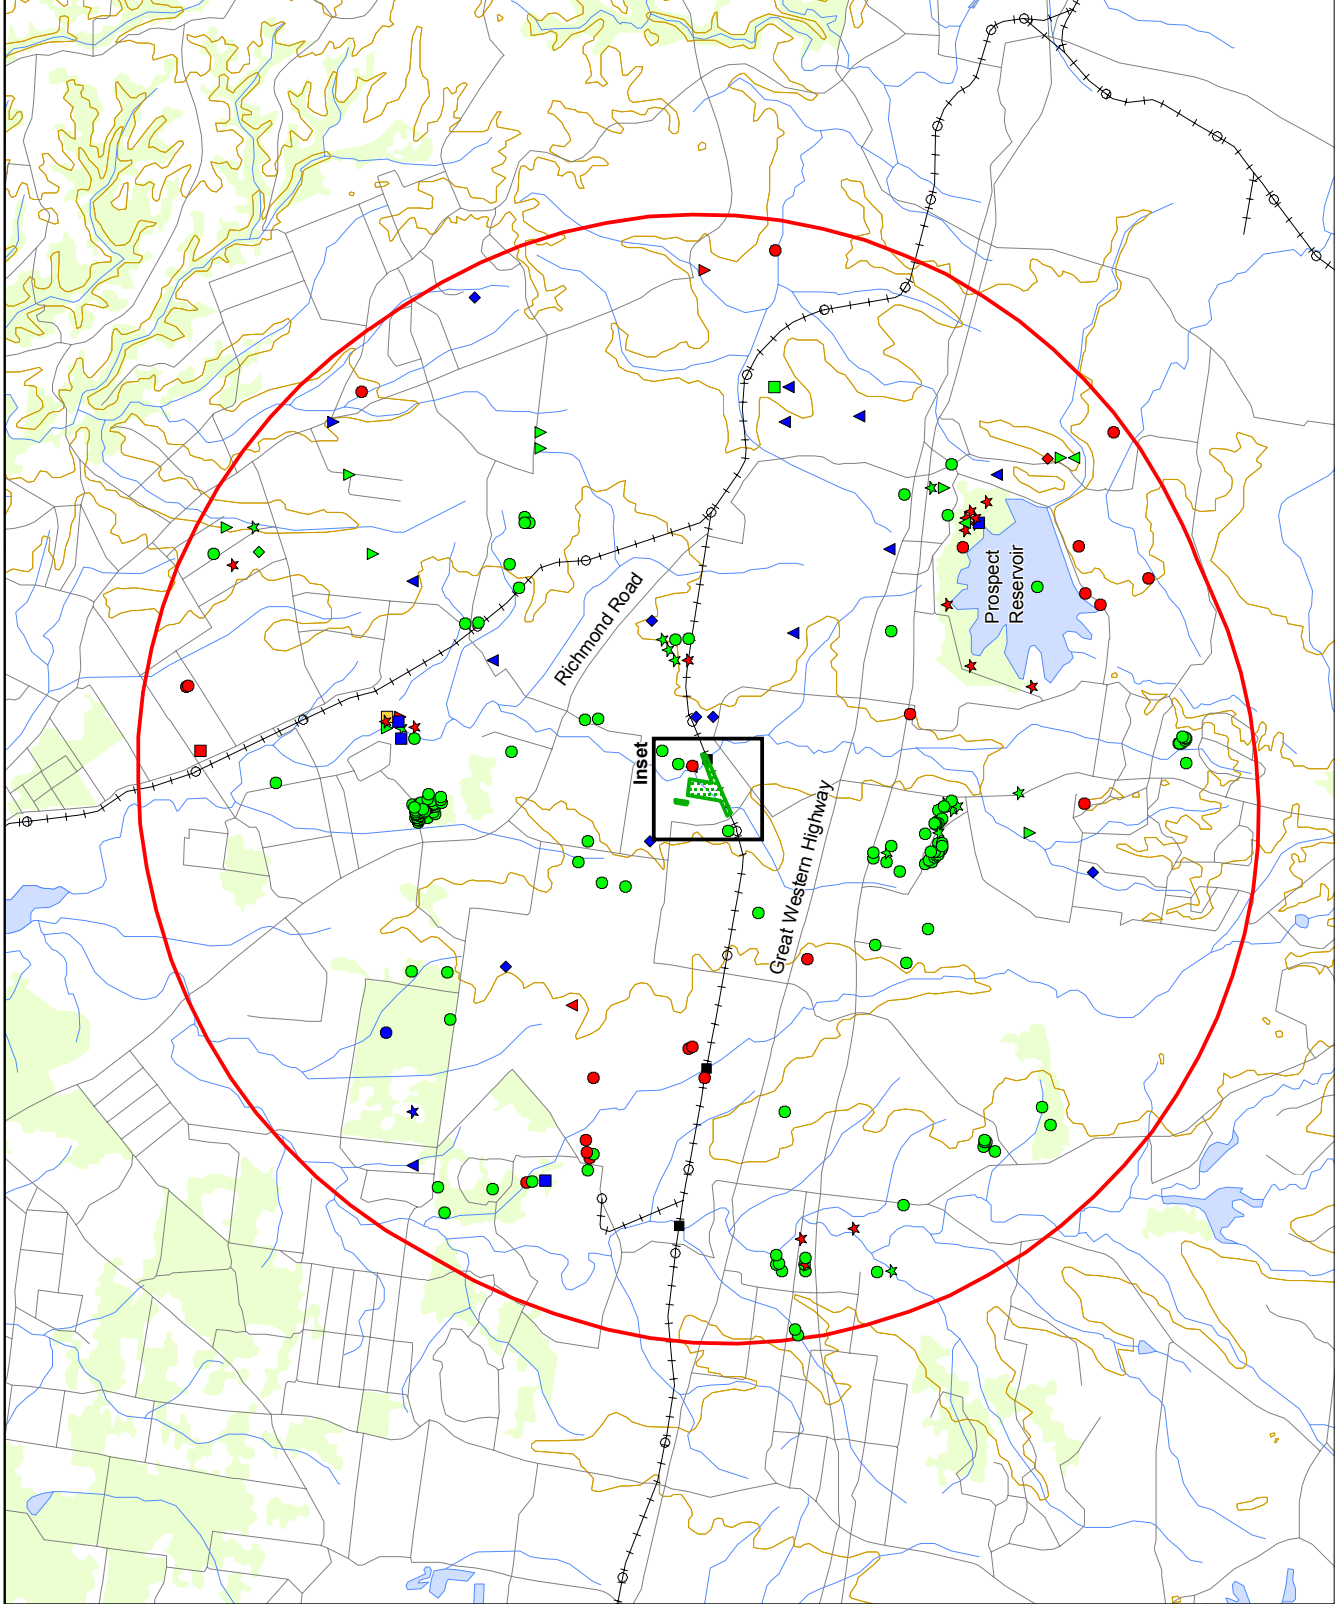 Richmond Road
Prospect
Reservoir
Inset
Great Western Highway